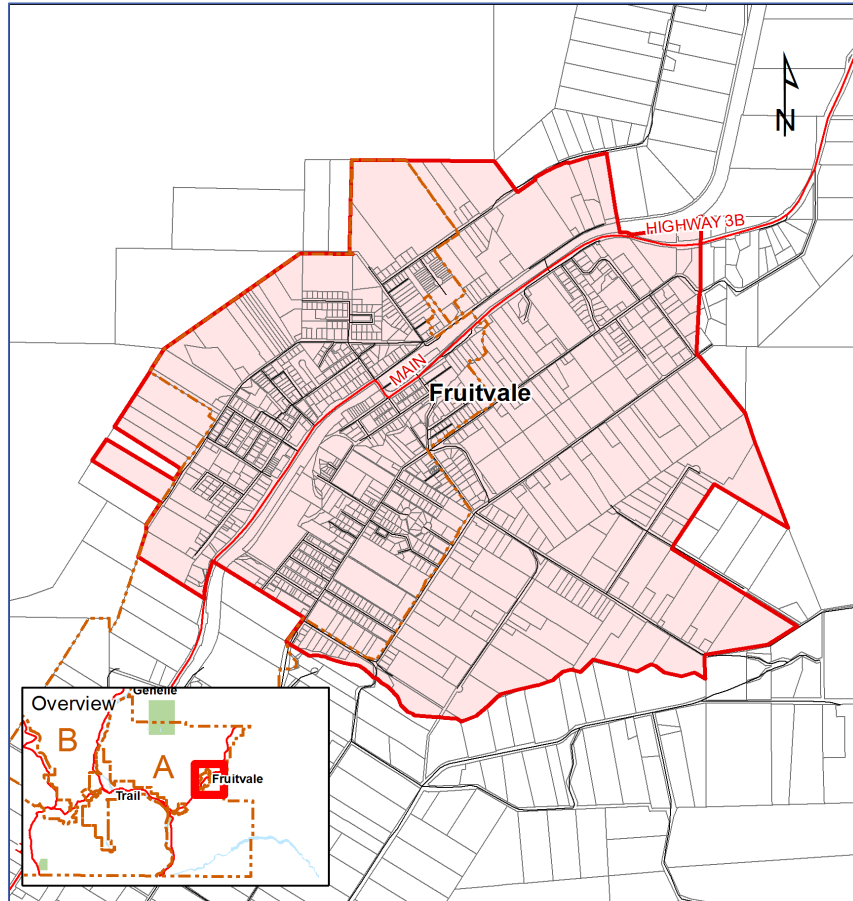 N
HIGHWAY 3B
MAIN
Fruitvale
Overview
Genelle
B
A
Fruitvale
Trail